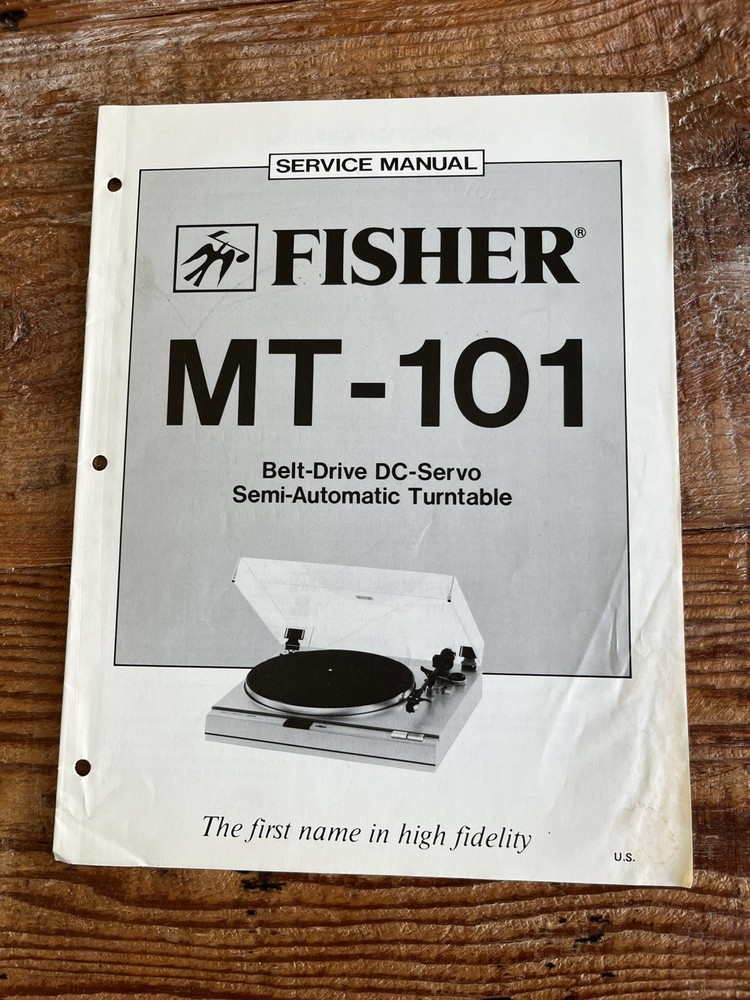 SERVICE MANUAL
FISHER®
MT-101
Belt-Drive DC-Servo
Semi-Automatic Turntable
The first name in high fidelity
U.S.